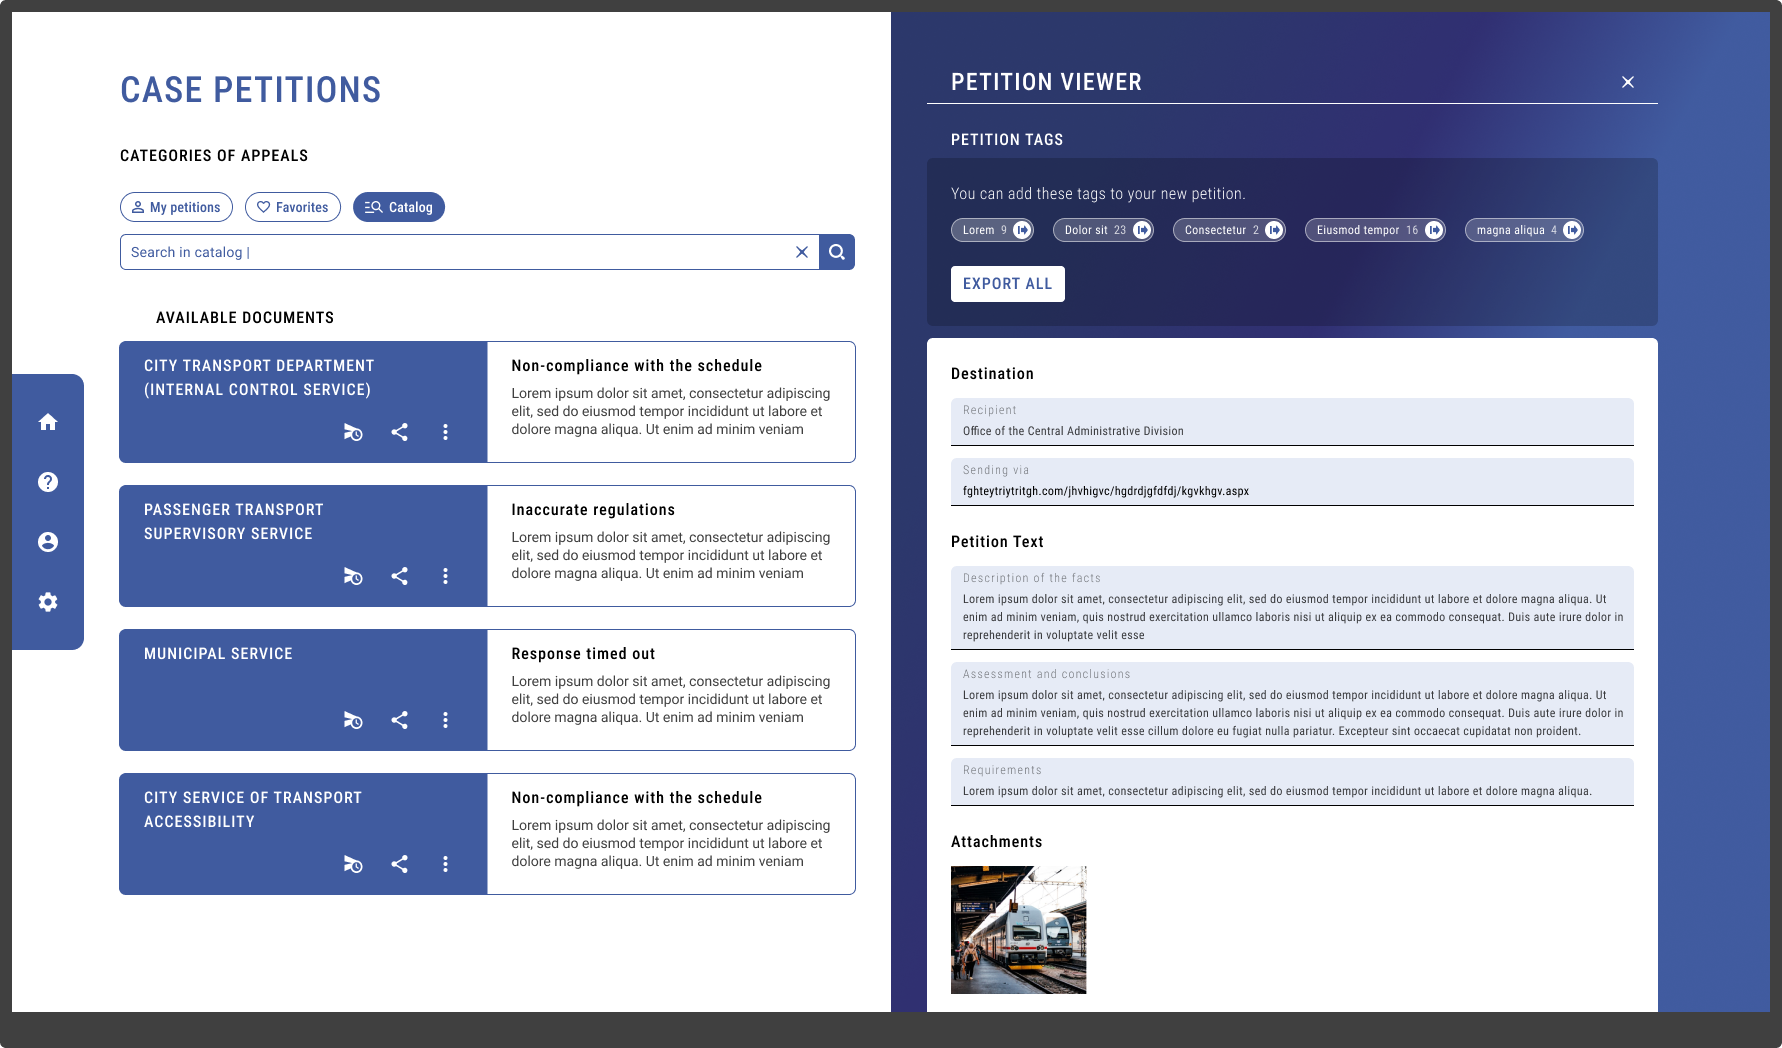 CASE PETITIONS
CATEGORIES OF APPEALS
My petitions
Favorites
Catalog
Search in catalog |
AVAILABLE DOCUMENTS
CITY TRANSPORT DEPARTMENT
(INTERNAL CONTROL SERVICE)
Non-compliance with the schedule
Lorem ipsum dolor sit amet, consectetur adipiscing
elit, sed do eiusmod tempor incididunt ut labore et
dolore magna aliqua. Ut enim ad minim veniam
PASSENGER TRANSPORT
SUPERVISORY SERVICE
Inaccurate regulations
Lorem ipsum dolor sit amet, consectetur adipiscing
elit, sed do eiusmod tempor incididunt ut labore et
dolore magna aliqua. Ut enim ad minim veniam
MUNICIPAL SERVICE
Response timed out
Lorem ipsum dolor sit amet, consectetur adipiscing
elit, sed do eiusmod tempor incididunt ut labore et
dolore magna aliqua. Ut enim ad minim veniam
CITY SERVICE OF TRANSPORT
ACCESSIBILITY
Non-compliance with the schedule
Lorem ipsum dolor sit amet, consectetur adipiscing
elit, sed do eiusmod tempor incididunt ut labore et
dolore magna aliqua. Ut enim ad minim veniam
PETITION VIEWER
PETITION TAGS
You can add these tags to your new petition.
Lorem 9
Dolor sit 23
Consectetur 2
Eiusmod tempor 16
magna aliqua 4
EXPORT ALL
Destination
Recipient
Office of the Central Administrative Division
Sending via
fghteytriytritgh.com/jhvhigvc/hgdrdjgfdfdj/kgvkhgv.aspx
Petition Text
Description of the facts
Lorem ipsum dolor sit amet, consectetur adipiscing elit, sed do eiusmod tempor incididunt ut labore et dolore magna aliqua. Ut
enim ad minim veniam, quis nostrud exercitation ullamco laboris nisi ut aliquip ex ea commodo consequat. Duis aute irure dolor in
reprehenderit in voluptate velit esse
Assessment and conclusions
Lorem ipsum dolor sit amet, consectetur adipiscing elit, sed do eiusmod tempor incididunt ut labore et dolore magna aliqua. Ut
enim ad minim veniam, quis nostrud exercitation ullamco laboris nisi ut aliquip ex ea commodo consequat. Duis aute irure dolor in
reprehenderit in voluptate velit esse cillum dolore eu fugiat nulla pariatur. Excepteur sint occaecat cupidatat non proident.
Requirements
Lorem ipsum dolor sit amet, consectetur adipiscing elit, sed do eiusmod tempor incididunt ut labore et dolore magna aliqua.
Attachments